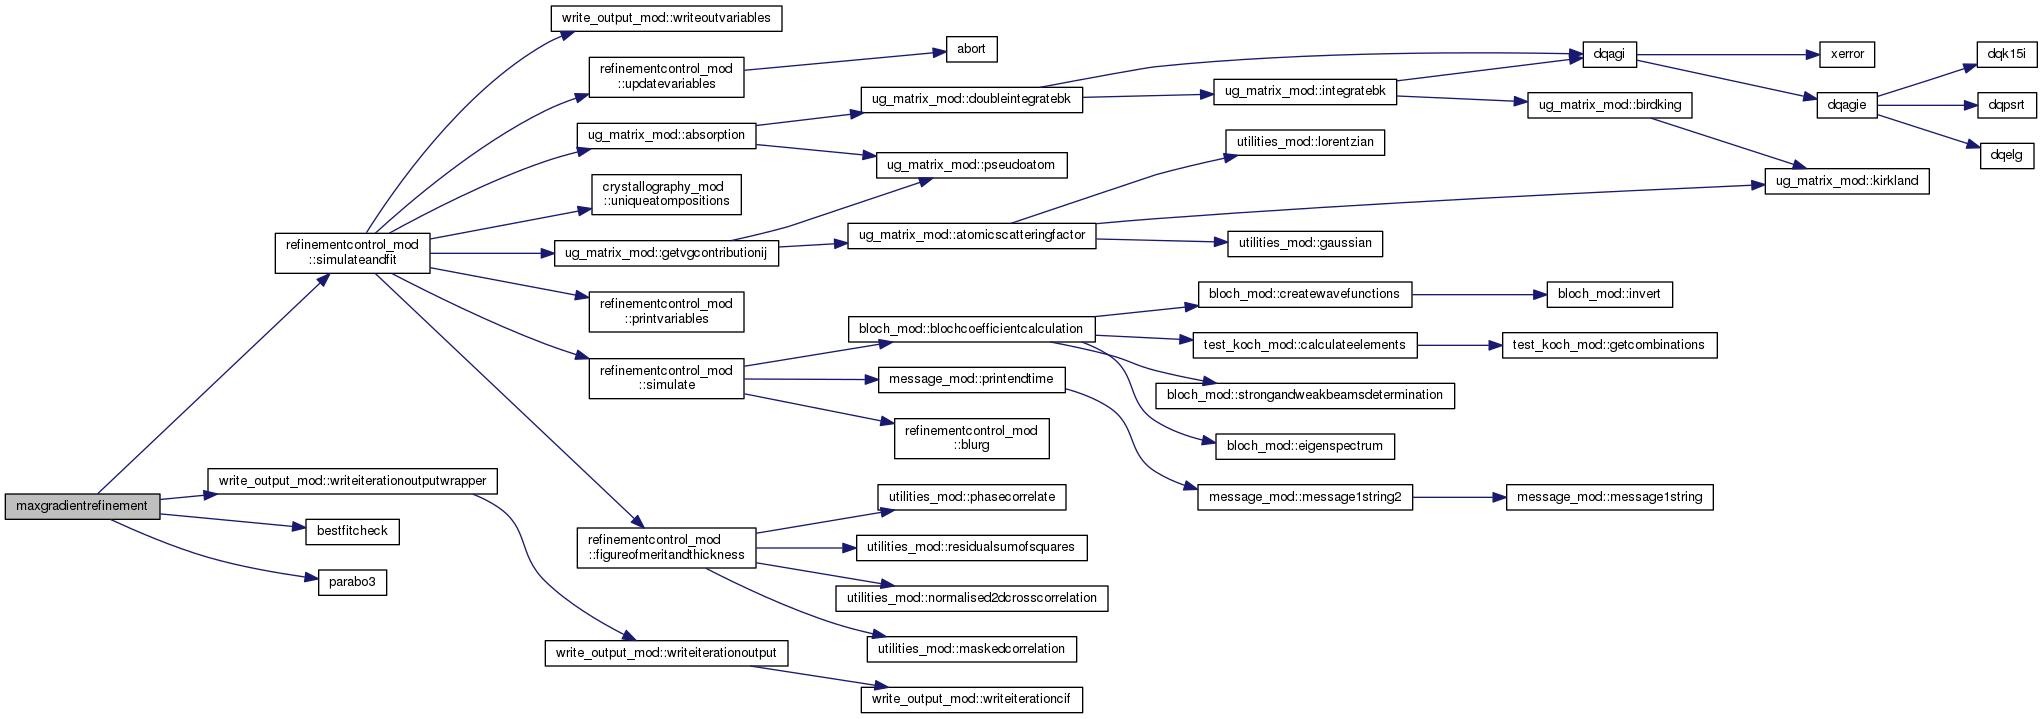 write_output_mod::writeoutvariables
refinementcontrol_mod
::updatevariables
abort
dqagi
xerror
dqk15i
ug_matrix_mod::doubleintegratebk
ug_matrix_mod::integratebk
ug_matrix_mod::birdking
dqagie
dqpsrt
ug_matrix_mod::absorption
utilities_mod::lorentzian
dqelg
ug_matrix_mod::pseudoatom
ug_matrix_mod::kirkland
crystallography_mod
::uniqueatompositions
refinementcontrol_mod
::simulateandfit
ug_matrix_mod::getvgcontributionij
ug_matrix_mod::atomicscatteringfactor
utilities_mod::gaussian
refinementcontrol_mod
::printvariables
bloch_mod::createwavefunctions
bloch_mod::invert
bloch_mod::blochcoefficientcalculation
test_koch_mod::calculateelements
test_koch_mod::getcombinations
refinementcontrol_mod
::simulate
message_mod::printendtime
bloch_mod::strongandweakbeamsdetermination
refinementcontrol_mod
::blurg
bloch_mod::eigenspectrum
maxgradientrefinement
write_output_mod::writeiterationoutputwrapper
bestfitcheck
parabo3
utilities_mod::phasecorrelate
message_mod::message1string2
message_mod::message1string
refinementcontrol_mod
::figureofmeritandthickness
utilities_mod::residualsumofsquares
utilities_mod::normalised2dcrosscorrelation
utilities_mod::maskedcorrelation
write_output_mod::writeiterationoutput
write_output_mod::writeiterationcif